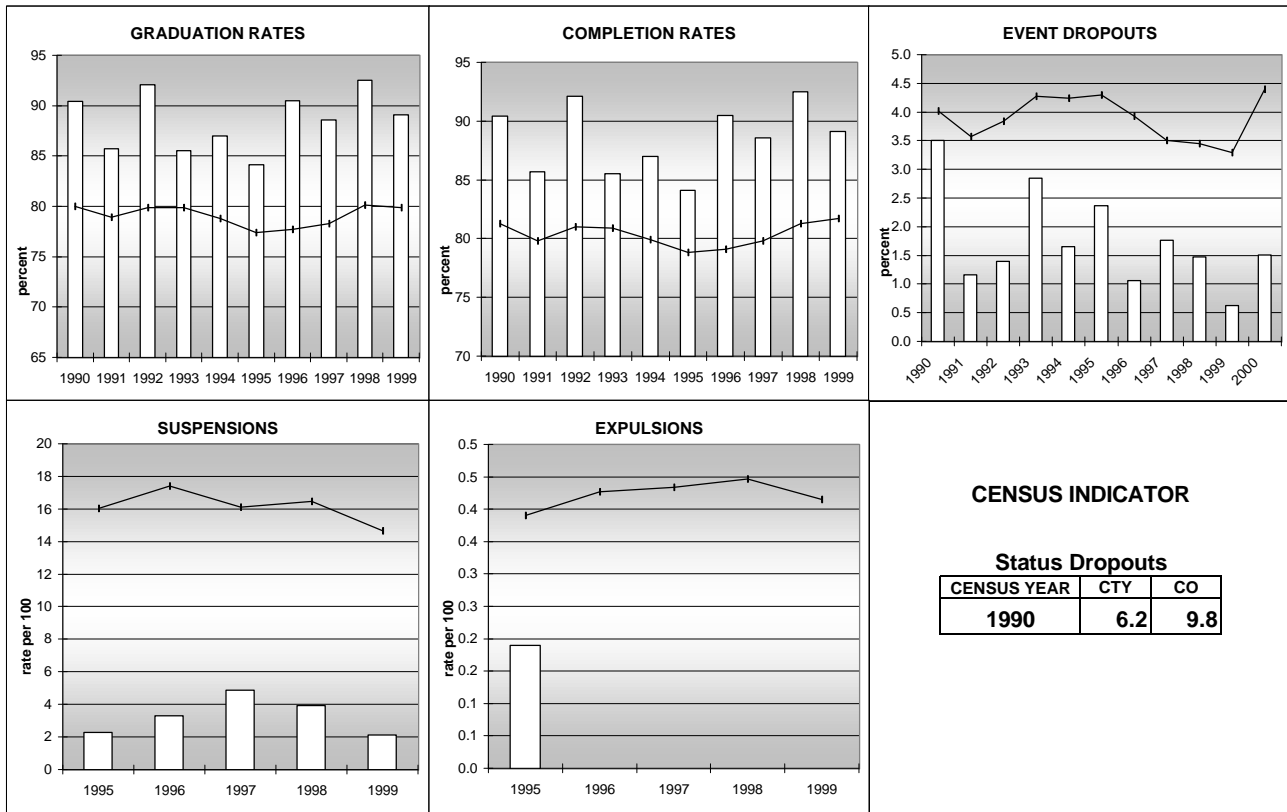 GRADUATION RATES
95
90
85
80
75
70
65
percent
1990 1991 1992 1993 1994 1995 1996 1997 1998 1999
COMPLETION RATES
95
90
85
80
75
70
percent
1990 1991 1992 1993 1994 1995 1996 1997 1998 1999
EVENT DROPOUTS
5.0
4.5
4.0
3.5
3.0
2.5
2.0
1.5
1.0
0.5
0.0
percent
1990 1991 1992 1993 1994 1995 1996 1997 1998 1999 2000
SUSPENSIONS
20
18
16
14
12
10
8
6
4
2
0
rate per 100
1995 1996 1997 1998 1999
EXPULSIONS
0.5
0.5
0.4
0.4
0.3
0.3
0.2
0.2
0.1
0.1
0.0
rate per 100
1995 1996 1997 1998 1999
CENSUS INDICATOR
Status Dropouts
CENSUS YEAR CTY CO
1990 6.2 9.8